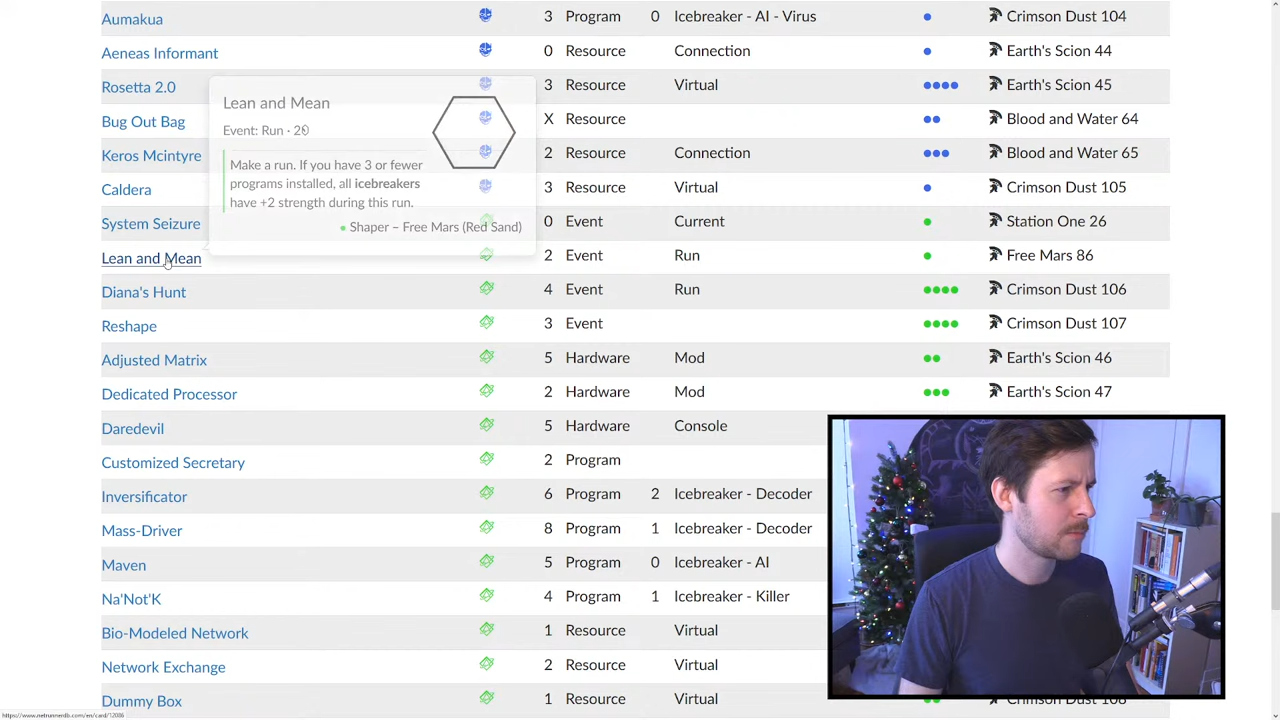 Aumakua 3 Program 0 Icebreaker - AI - Virus Crimson Dust 104
Aeneas Informant 0 Resource Connection Earth's Scion 44
Rosetta 2.0 3 Resource Virtual Earth's Scion 45
Bug Out Bag X Resource Blood and Water 64
Keros Mcintyre 2 Resource Connection Blood and Water 65
Caldera 3 Resource Virtual Crimson Dust 105
System Seizure 0 Event Current Station One 26
Lean and Mean 2 Event Run Free Mars 86
Diana's Hunt 4 Event Run Crimson Dust 106
Reshape 3 Event Crimson Dust 107
Adjusted Matrix 5 Hardware Mod Earth's Scion 46
Dedicated Processor 2 Hardware Mod Earth's Scion 47
Daredevil 5 Hardware Console
Customized Secretary 2 Program
Inversificator 6 Program 2 Icebreaker - Decoder
Mass-Driver 8 Program 1 Icebreaker - Decoder
Maven 5 Program 0 Icebreaker - AI
Na'Not'K 4 Program 1 Icebreaker - Killer
Bio-Modeled Network 1 Resource Virtual
Network Exchange 2 Resource Virtual
Dummy Box 1 Resource Virtual
Lean and Mean
Event: Run · 2
Make a run. If you have 3 or fewer
programs installed, all icebreakers
have +2 strength during this run.
Shaper – Free Mars (Red Sand)
https://www.netrunnerdb.com/en/card/12086